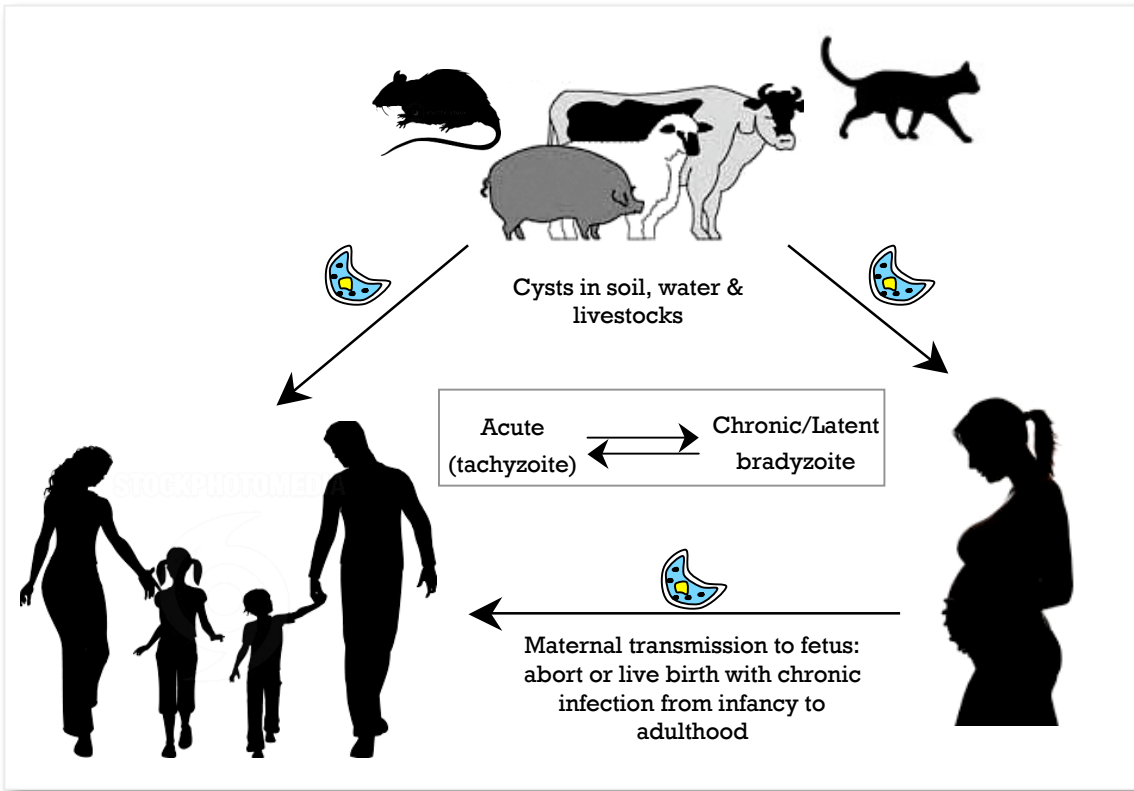 Cysts in soil, water &
livestocks
Acute
(tachyzoite)
Chronic/Latent
bradyzoite
STOCKPHOTOMEDIA
Maternal transmission to fetus:
abort or live birth with chronic
infection from infancy to
adulthood